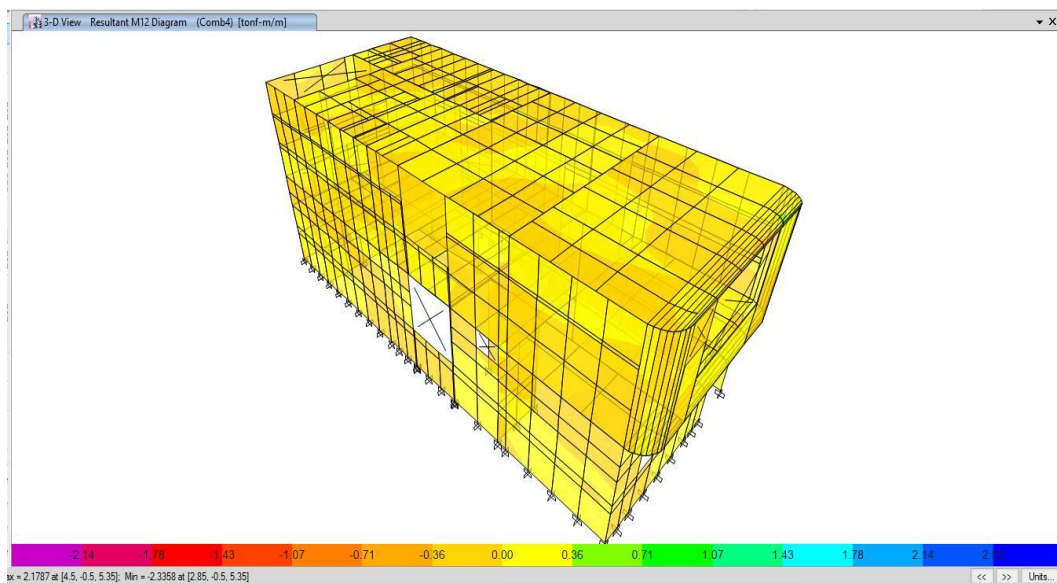 3-D View Resultant M12 Diagram (Comb4) [tonf-m/m]
-2.14 -1.78 -1.43 -1.07 -0.71 -0.36 0.00 0.36 0.71 1.07 1.43 1.78 2.14
ax = 2.1787 at [4.5, -0.5, 5.35]; Min = -2.3358 at [2.85, -0.5, 5.35] << >> Units...